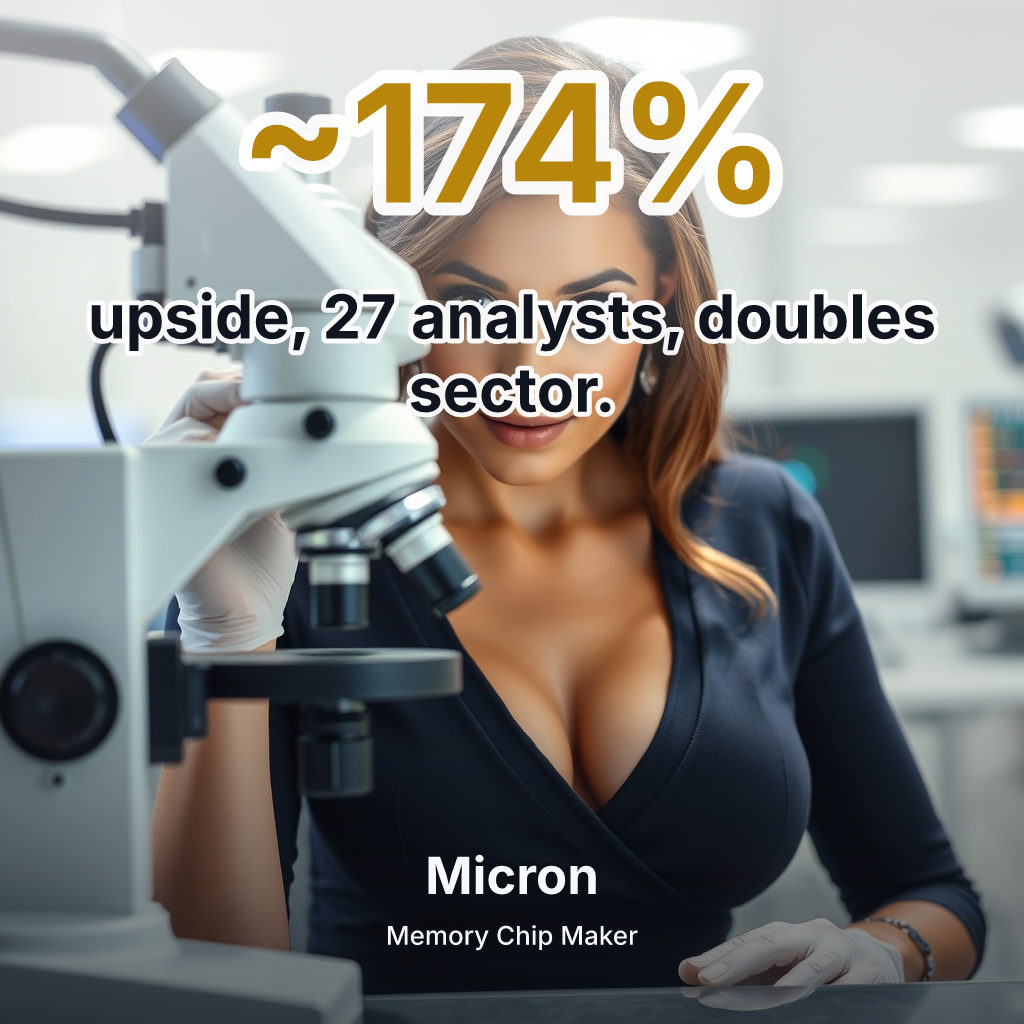 ~174%
upside, 27 analysts, doubles
sector.
Micron
Memory Chip Maker